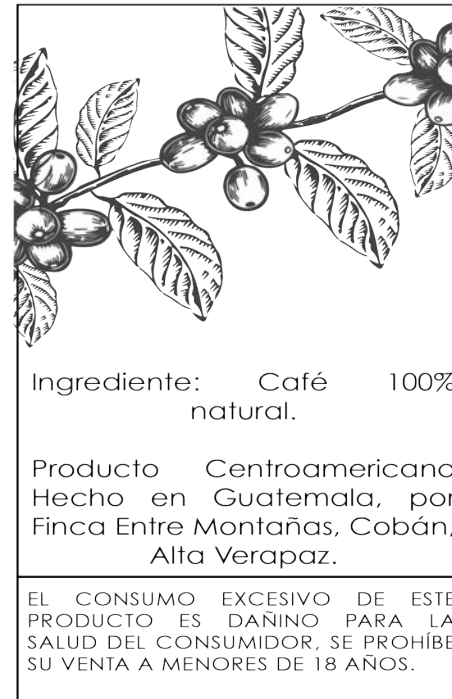 Ingrediente: Café 100%
natural.
Producto Centroamericano
Hecho en Guatemala, por
Finca Entre Montañas, Cobán,
Alta Verapaz.
EL CONSUMO EXCESIVO DE ESTE
PRODUCTO ES DAÑINO PARA LA
SALUD DEL CONSUMIDOR, SE PROHÍBE
SU VENTA A MENORES DE 18 AÑOS.